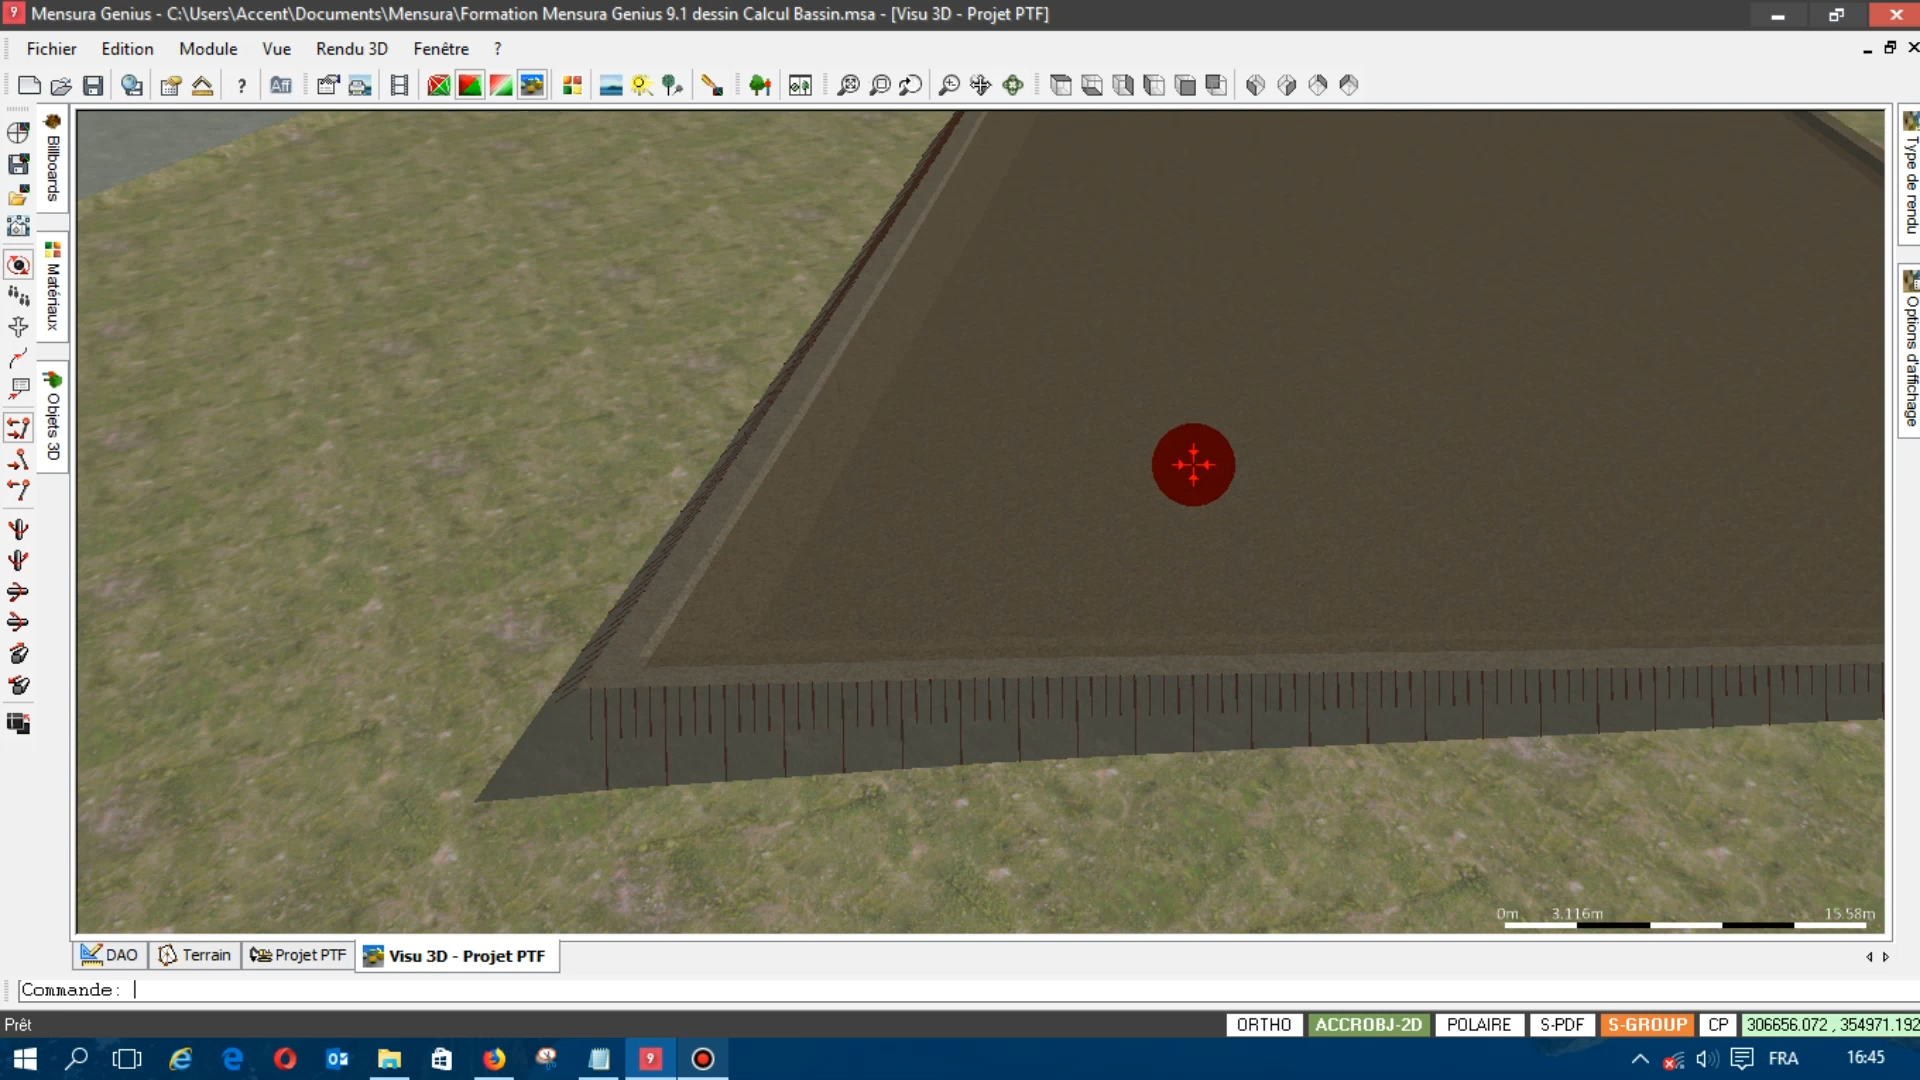 9 Mensura Genius - C:\Users\Accent\Documents\Mensura\Formation Mensura Genius 9.1 dessin Calcul Bassin.msa - [Visu 3D - Projet PTF]
Fichier Edition Module Vue Rendu 3D Fenêtre ?
Billboards
Matériaux
Objets 3D
Type de rendu
Options d'affichage
0m 3.116m 15.58m
DAO Terrain Projet PTF Visu 3D - Projet PTF
Commande:
Prêt ORTHO ACCROBJ-2D POLAIRE S-PDF S-GROUP CP 306656.072 , 354971.192
9 FRA 16:45